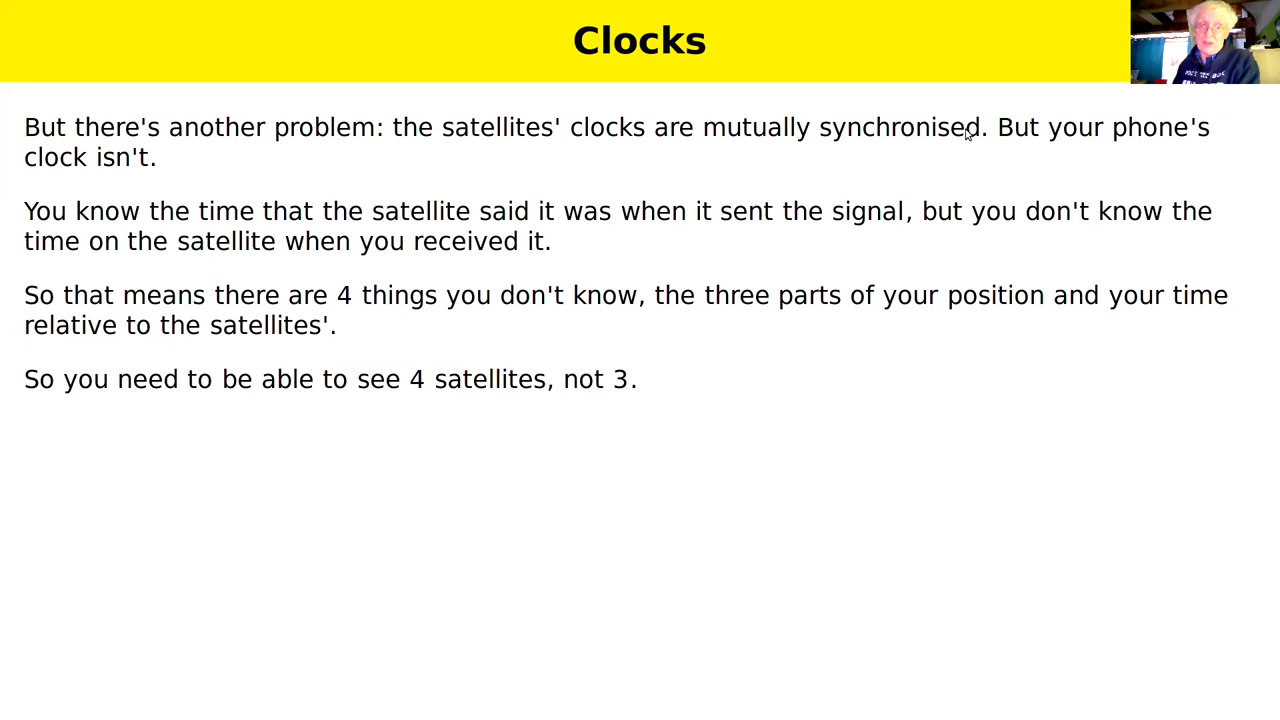 Clocks
But there's another problem: the satellites' clocks are mutually synchronised. But your phone's
clock isn't.
You know the time that the satellite said it was when it sent the signal, but you don't know the
time on the satellite when you received it.
So that means there are 4 things you don't know, the three parts of your position and your time
relative to the satellites'.
So you need to be able to see 4 satellites, not 3.